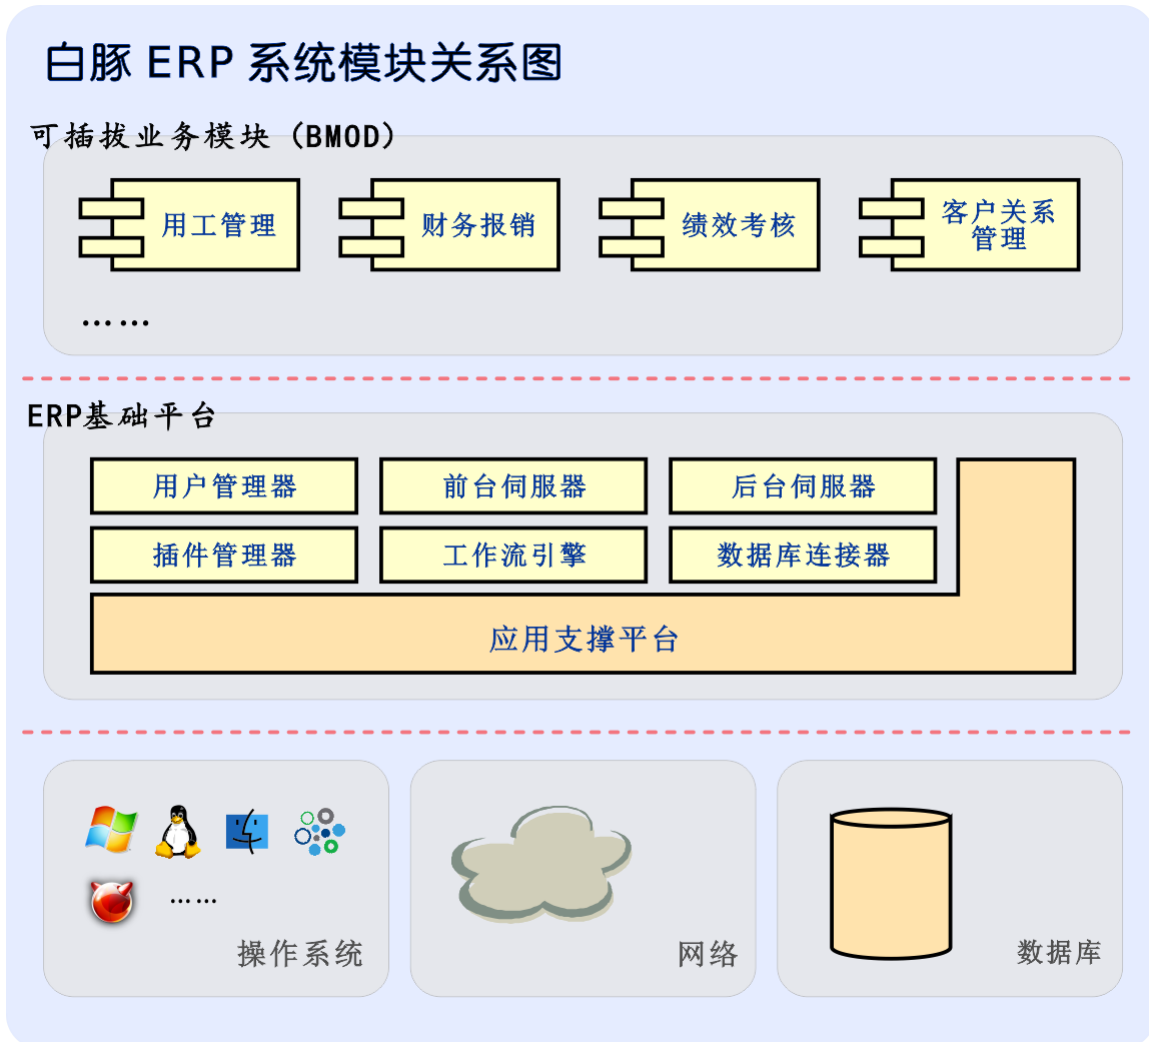 白豚 ERP 系统模块关系图
可插拔业务模块 (BMOD)
用工管理
财务报销
绩效考核
客户关系
管理
……
ERP基础平台
用户管理器
前台伺服器
后台伺服器
插件管理器
工作流引擎
数据库连接器
应用支撑平台
……
操作系统
网络
数据库